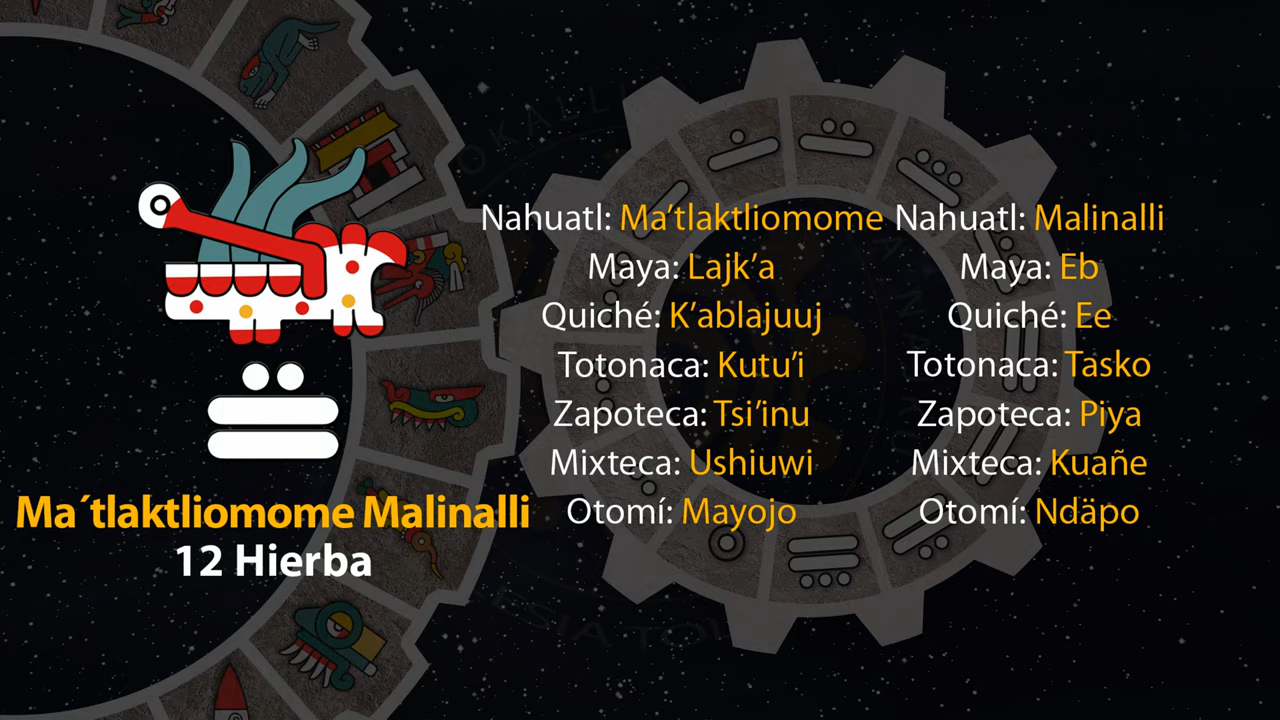 Nahuatl: Ma’tlaktliomome Nahuatl: Malinalli
Maya: Lajk’a Maya: Eb
Quiché: K’ablajuuj Quiché: Ee
Totonaca: Kutu’i Totonaca: Tasko
Zapoteca: Tsi’inu Zapoteca: Piya
Mixteca: Ushiuwi Mixteca: Kuañe
Otomí: Mayojo Otomí: Ndäpo
Ma´tlaktliomome Malinalli
12 Hierba